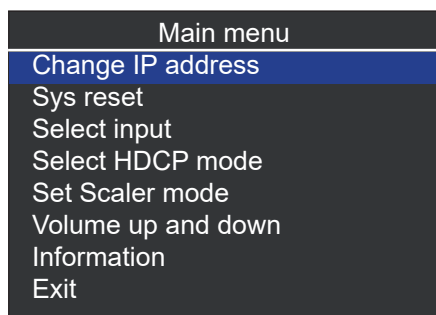 Main menu
Change IP address
Sys reset
Select input
Select HDCP mode
Set Scaler mode
Volume up and down
Information
Exit